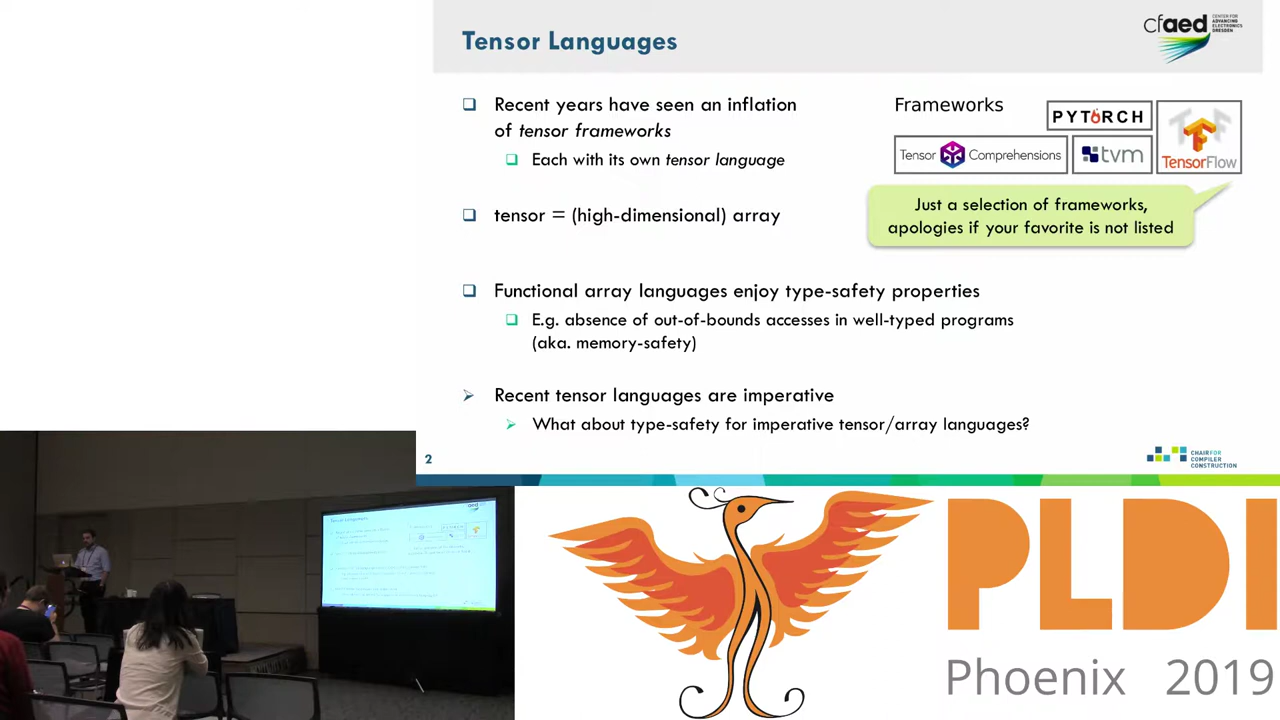 Tensor Languages
cfaed
CENTER FOR
ADVANCING
ELECTRONICS
DRESDEN
Recent years have seen an inflation
of tensor frameworks
Each with its own tensor language
Frameworks
PYTORCH
Tensor Comprehensions
tvm
TensorFlow
Just a selection of frameworks,
apologies if your favorite is not listed
tensor = (high-dimensional) array
Functional array languages enjoy type-safety properties
E.g. absence of out-of-bounds accesses in well-typed programs
(aka. memory-safety)
Recent tensor languages are imperative
What about type-safety for imperative tensor/array languages?
2
CHAIR FOR
COMPILER
CONSTRUCTION
Tensor Languages
PLDI
Phoenix 2019